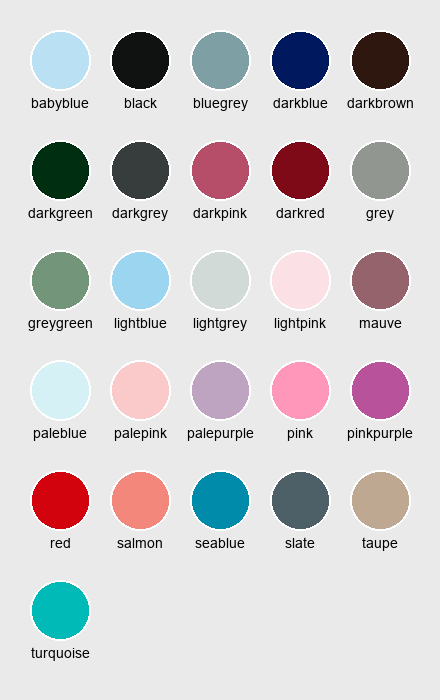 babyblue black bluegrey darkblue darkbrown
darkgreen darkgrey darkpink darkred grey
greygreen lightblue lightgrey lightpink mauve
paleblue palepink palepurple pink pinkpurple
red salmon seablue slate taupe
turquoise